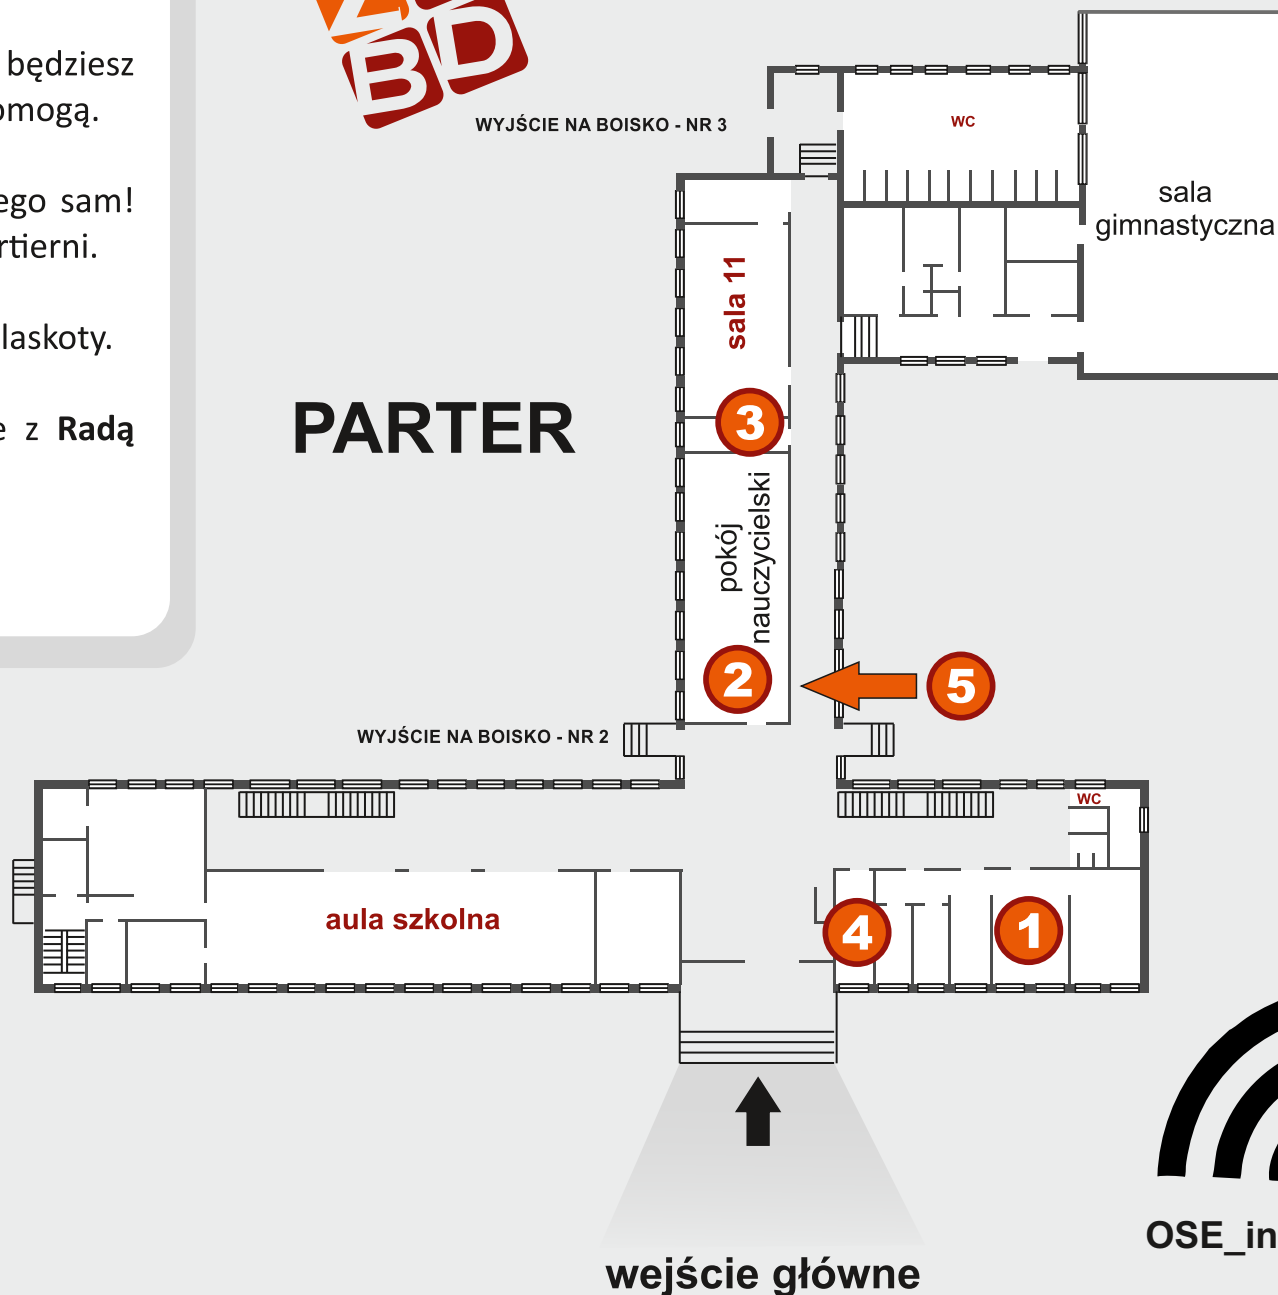 będziesz
omogą.
ego sam!
rtierni.
laskoty.
e z Radą
BD
WYJŚCIE NA BOISKO - NR 3
WC
sala
gimnastyczna
sala 11
PARTER
3
pokój
nauczycielski
2
5
WYJŚCIE NA BOISKO - NR 2
WC
aula szkolna
4
1
OSE_in
wejście główne